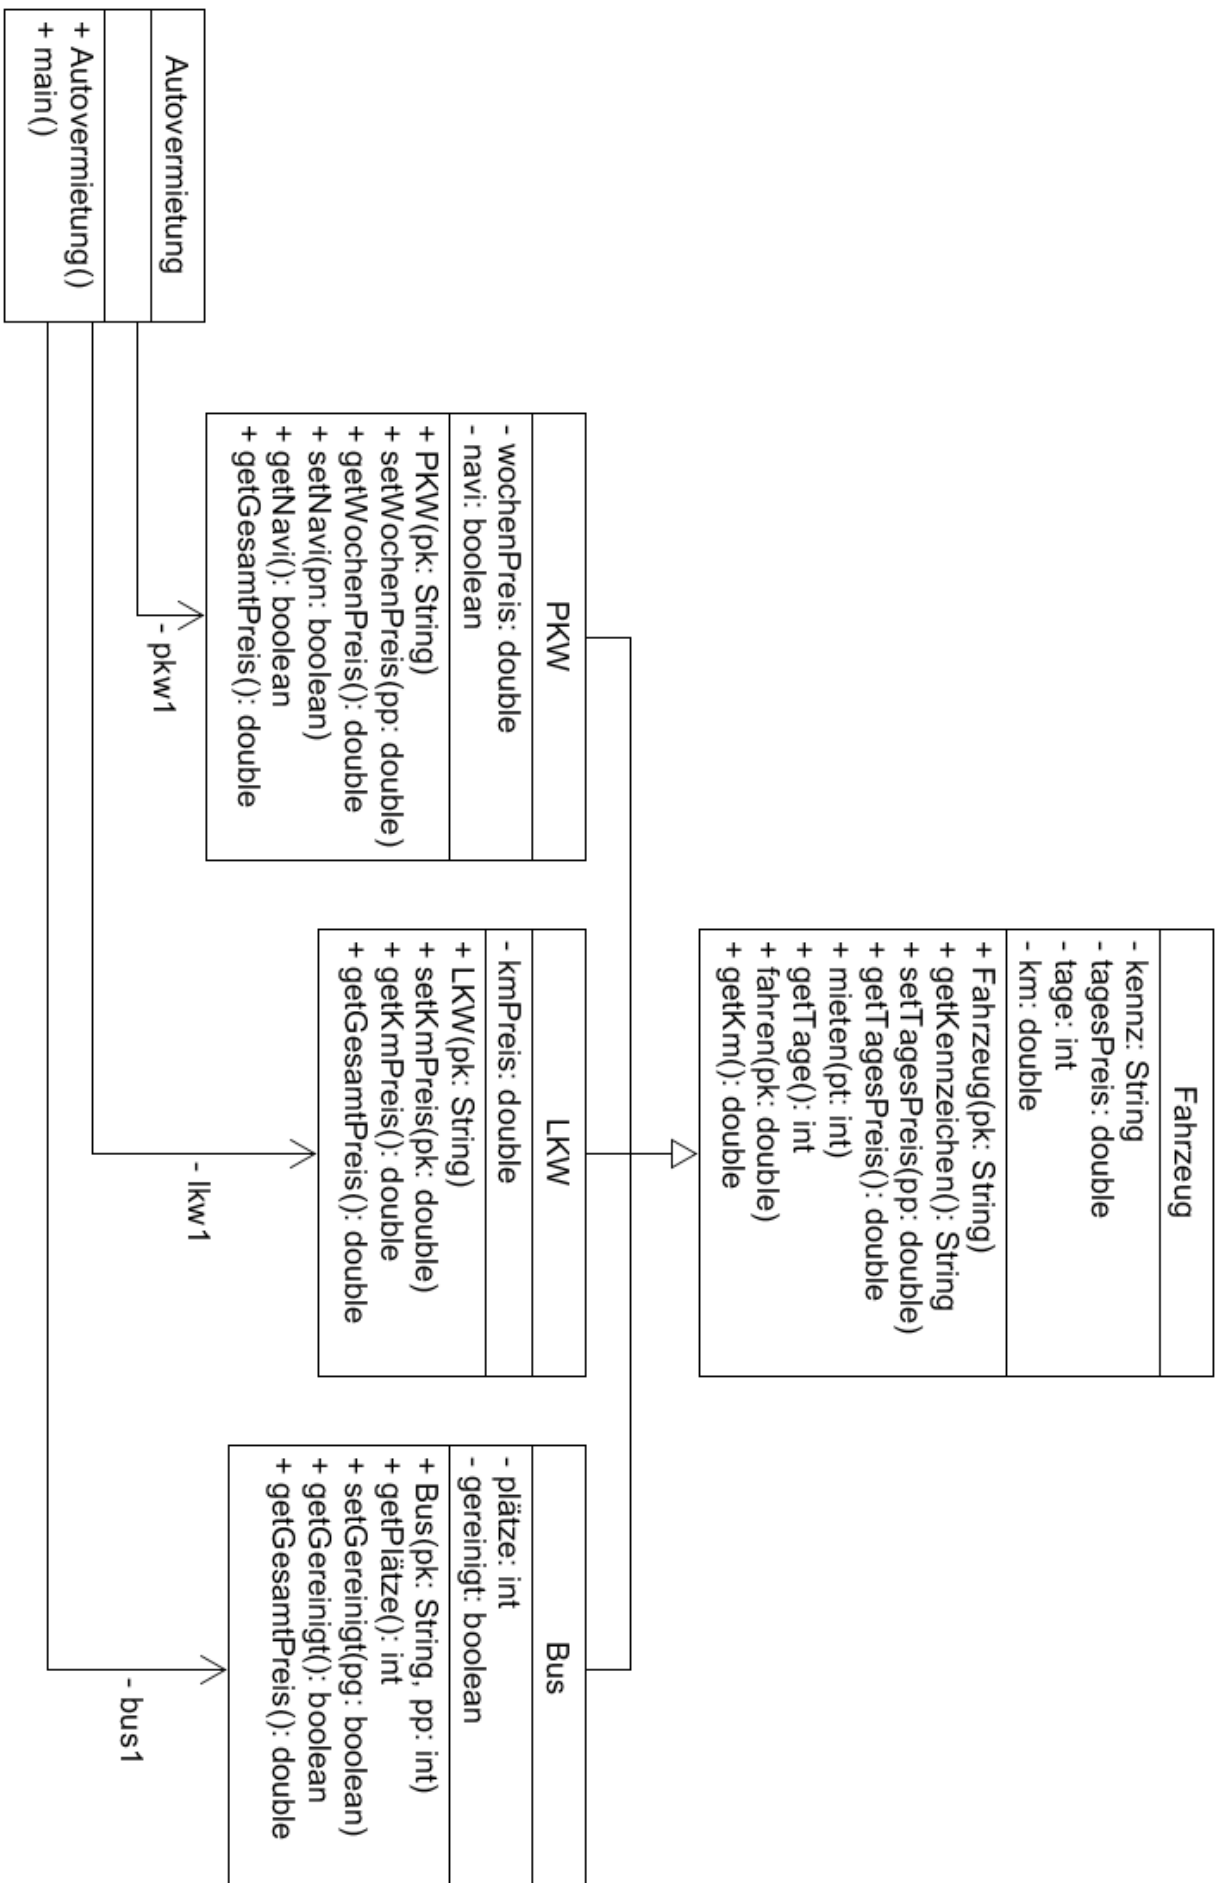 Fahrzeug
- kennz: String
- tagesPreis: double
- tage: int
- km: double
+ Fahrzeug(pk: String)
+ getKennzeichen(): String
+ setTagesPreis(pp: double)
+ getTagesPreis(): double
+ mieten(pt: int)
+ getTage(): int
+ fahren(pk: double)
+ getKm(): double
PKW
- wochenPreis: double
- navi: boolean
+ PKW(pk: String)
+ setWochenPreis(pp: double)
+ getWochenPreis(): double
+ setNavi(pn: boolean)
+ getNavi(): boolean
+ getGesamtPreis(): double
LKW
- kmPreis: double
+ LKW(pk: String)
+ setKmPreis(pk: double)
+ getKmPreis(): double
+ getGesamtPreis(): double
Bus
- plätze: int
- gereinigt: boolean
+ Bus(pk: String, pp: int)
+ getPlätze(): int
+ setGereinigt(pg: boolean)
+ getGereinigt(): boolean
+ getGesamtPreis(): double
Autovermietung
+ Autovermietung()
+ main()
- pkw1
- lkw1
- bus1